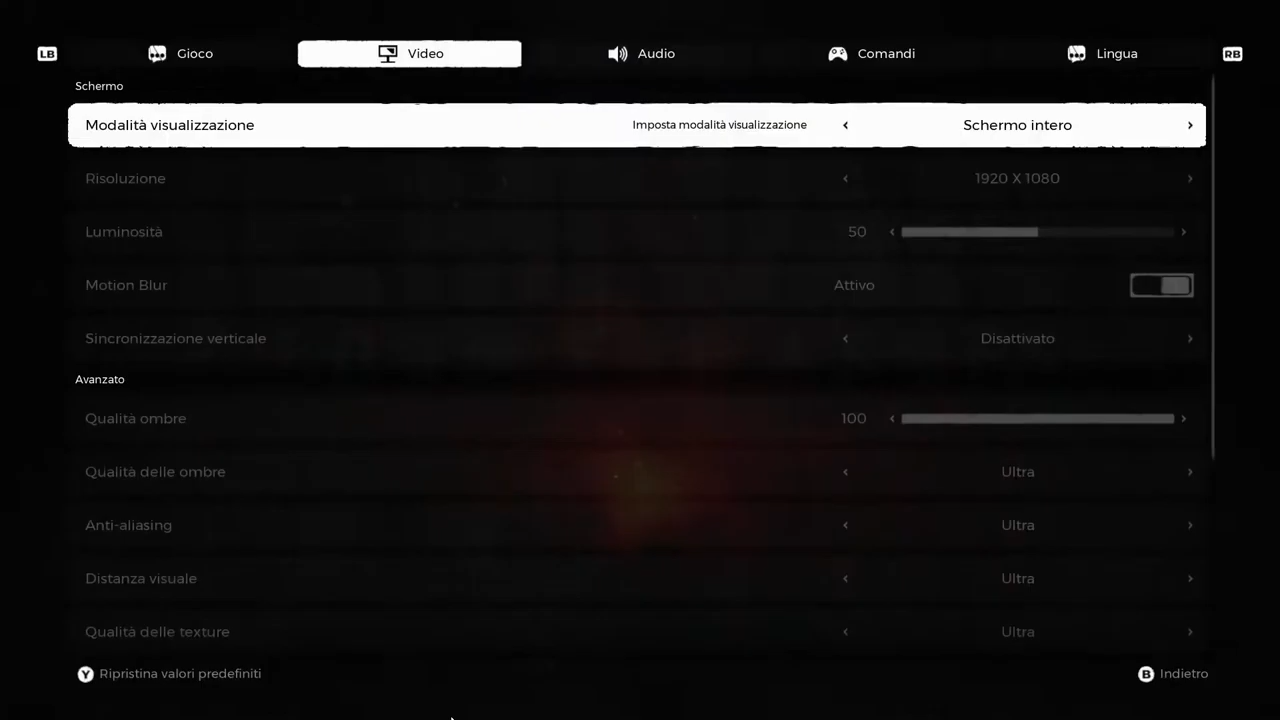 LB Gioco Video Audio Comandi Lingua RB
Schermo
Modalità visualizzazione Imposta modalità visualizzazione Schermo intero
Risoluzione 1920 X 1080
Luminosità 50
Motion Blur Attivo
Sincronizzazione verticale Disattivato
Avanzato
Qualità ombre 100
Qualità delle ombre Ultra
Anti-aliasing Ultra
Distanza visuale Ultra
Qualità delle texture Ultra
Y Ripristina valori predefiniti B Indietro